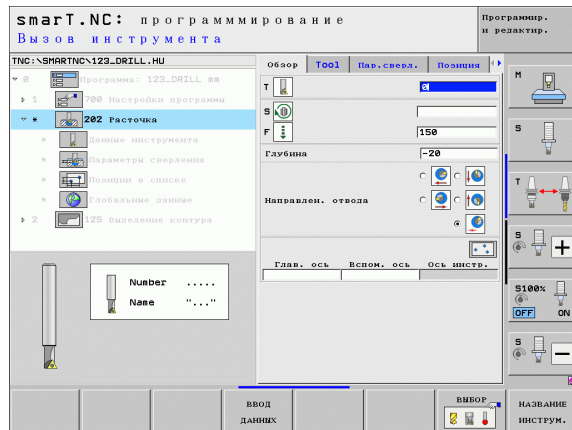 smarT.NC: программмирование
Вызов инструмента
Программир.
и редактир.
TNC:\SMARTNC\123_DRILL.HU
0 Программа: 123_DRILL мм
1 700 Настройки программы
* 202 Расточка
* Данные инструмента
* Параметры сверления
* Позиции в списке
* Глобальные данные
2 125 Выделение контура
Number .....
Name "..."
Обзор Tool Пар.сверл. Позиция
T 0
S
F 150
Глубина -20
Направлен. отвода
Глав. ось Вспом. ось Ось инстр.
M
S
T
S
S100%
OFF ON
S
ВВОД
ДАННЫХ
ВЫБОР
НАЗВАНИЕ
ИНСТРУМ.